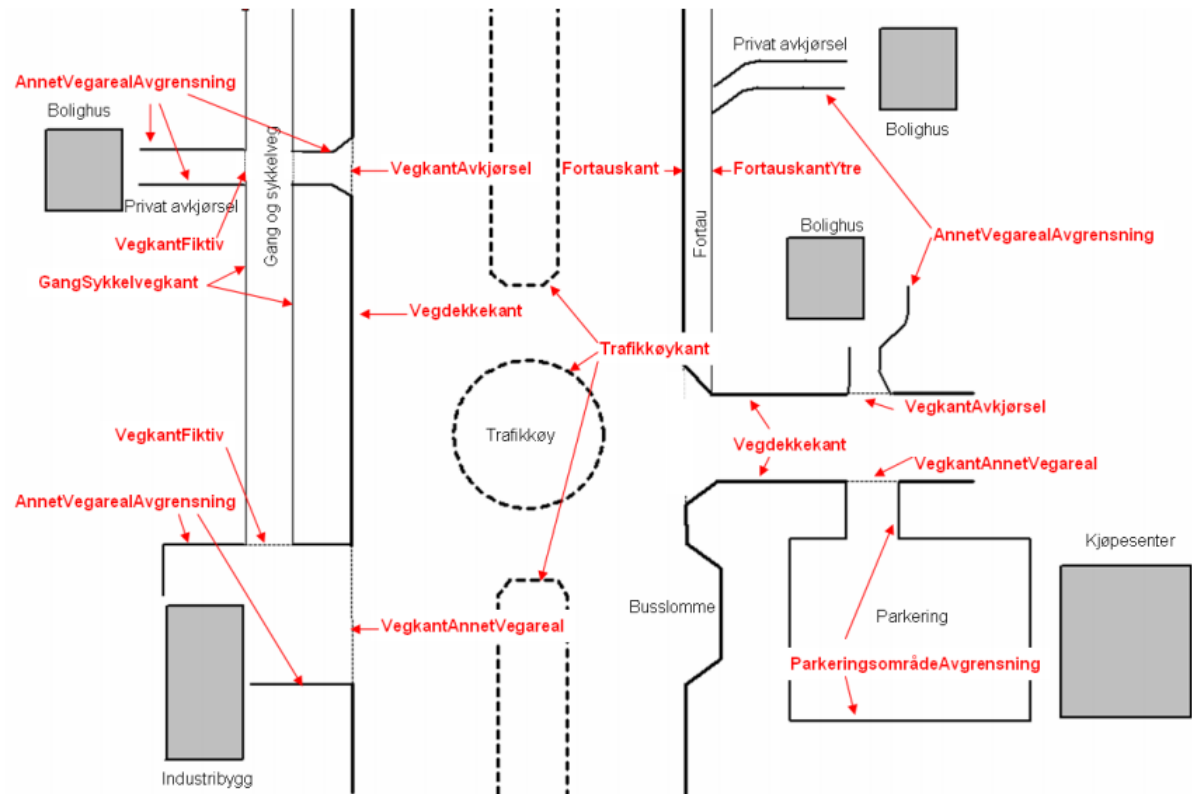 Privat avkjørsel
AnnetVegarealAvgrensning
Bolighus
Bolighus
Gang og sykkelveg
VegkantAvkjørsel
Fortauskant
FortauskantYtre
Privat avkjørsel
Fortau
Bolighus
AnnetVegarealAvgrensning
VegkantFiktiv
GangSykkelvegkant
Vegdekkekant
Trafikkøykant
VegkantAvkjørsel
VegkantFiktiv
Trafikkøy
Vegdekkekant
VegkantAnnetVegareal
AnnetVegarealAvgrensning
Kjøpesenter
Busslomme
Parkering
VegkantAnnetVegareal
ParkeringsområdeAvgrensning
Industribygg